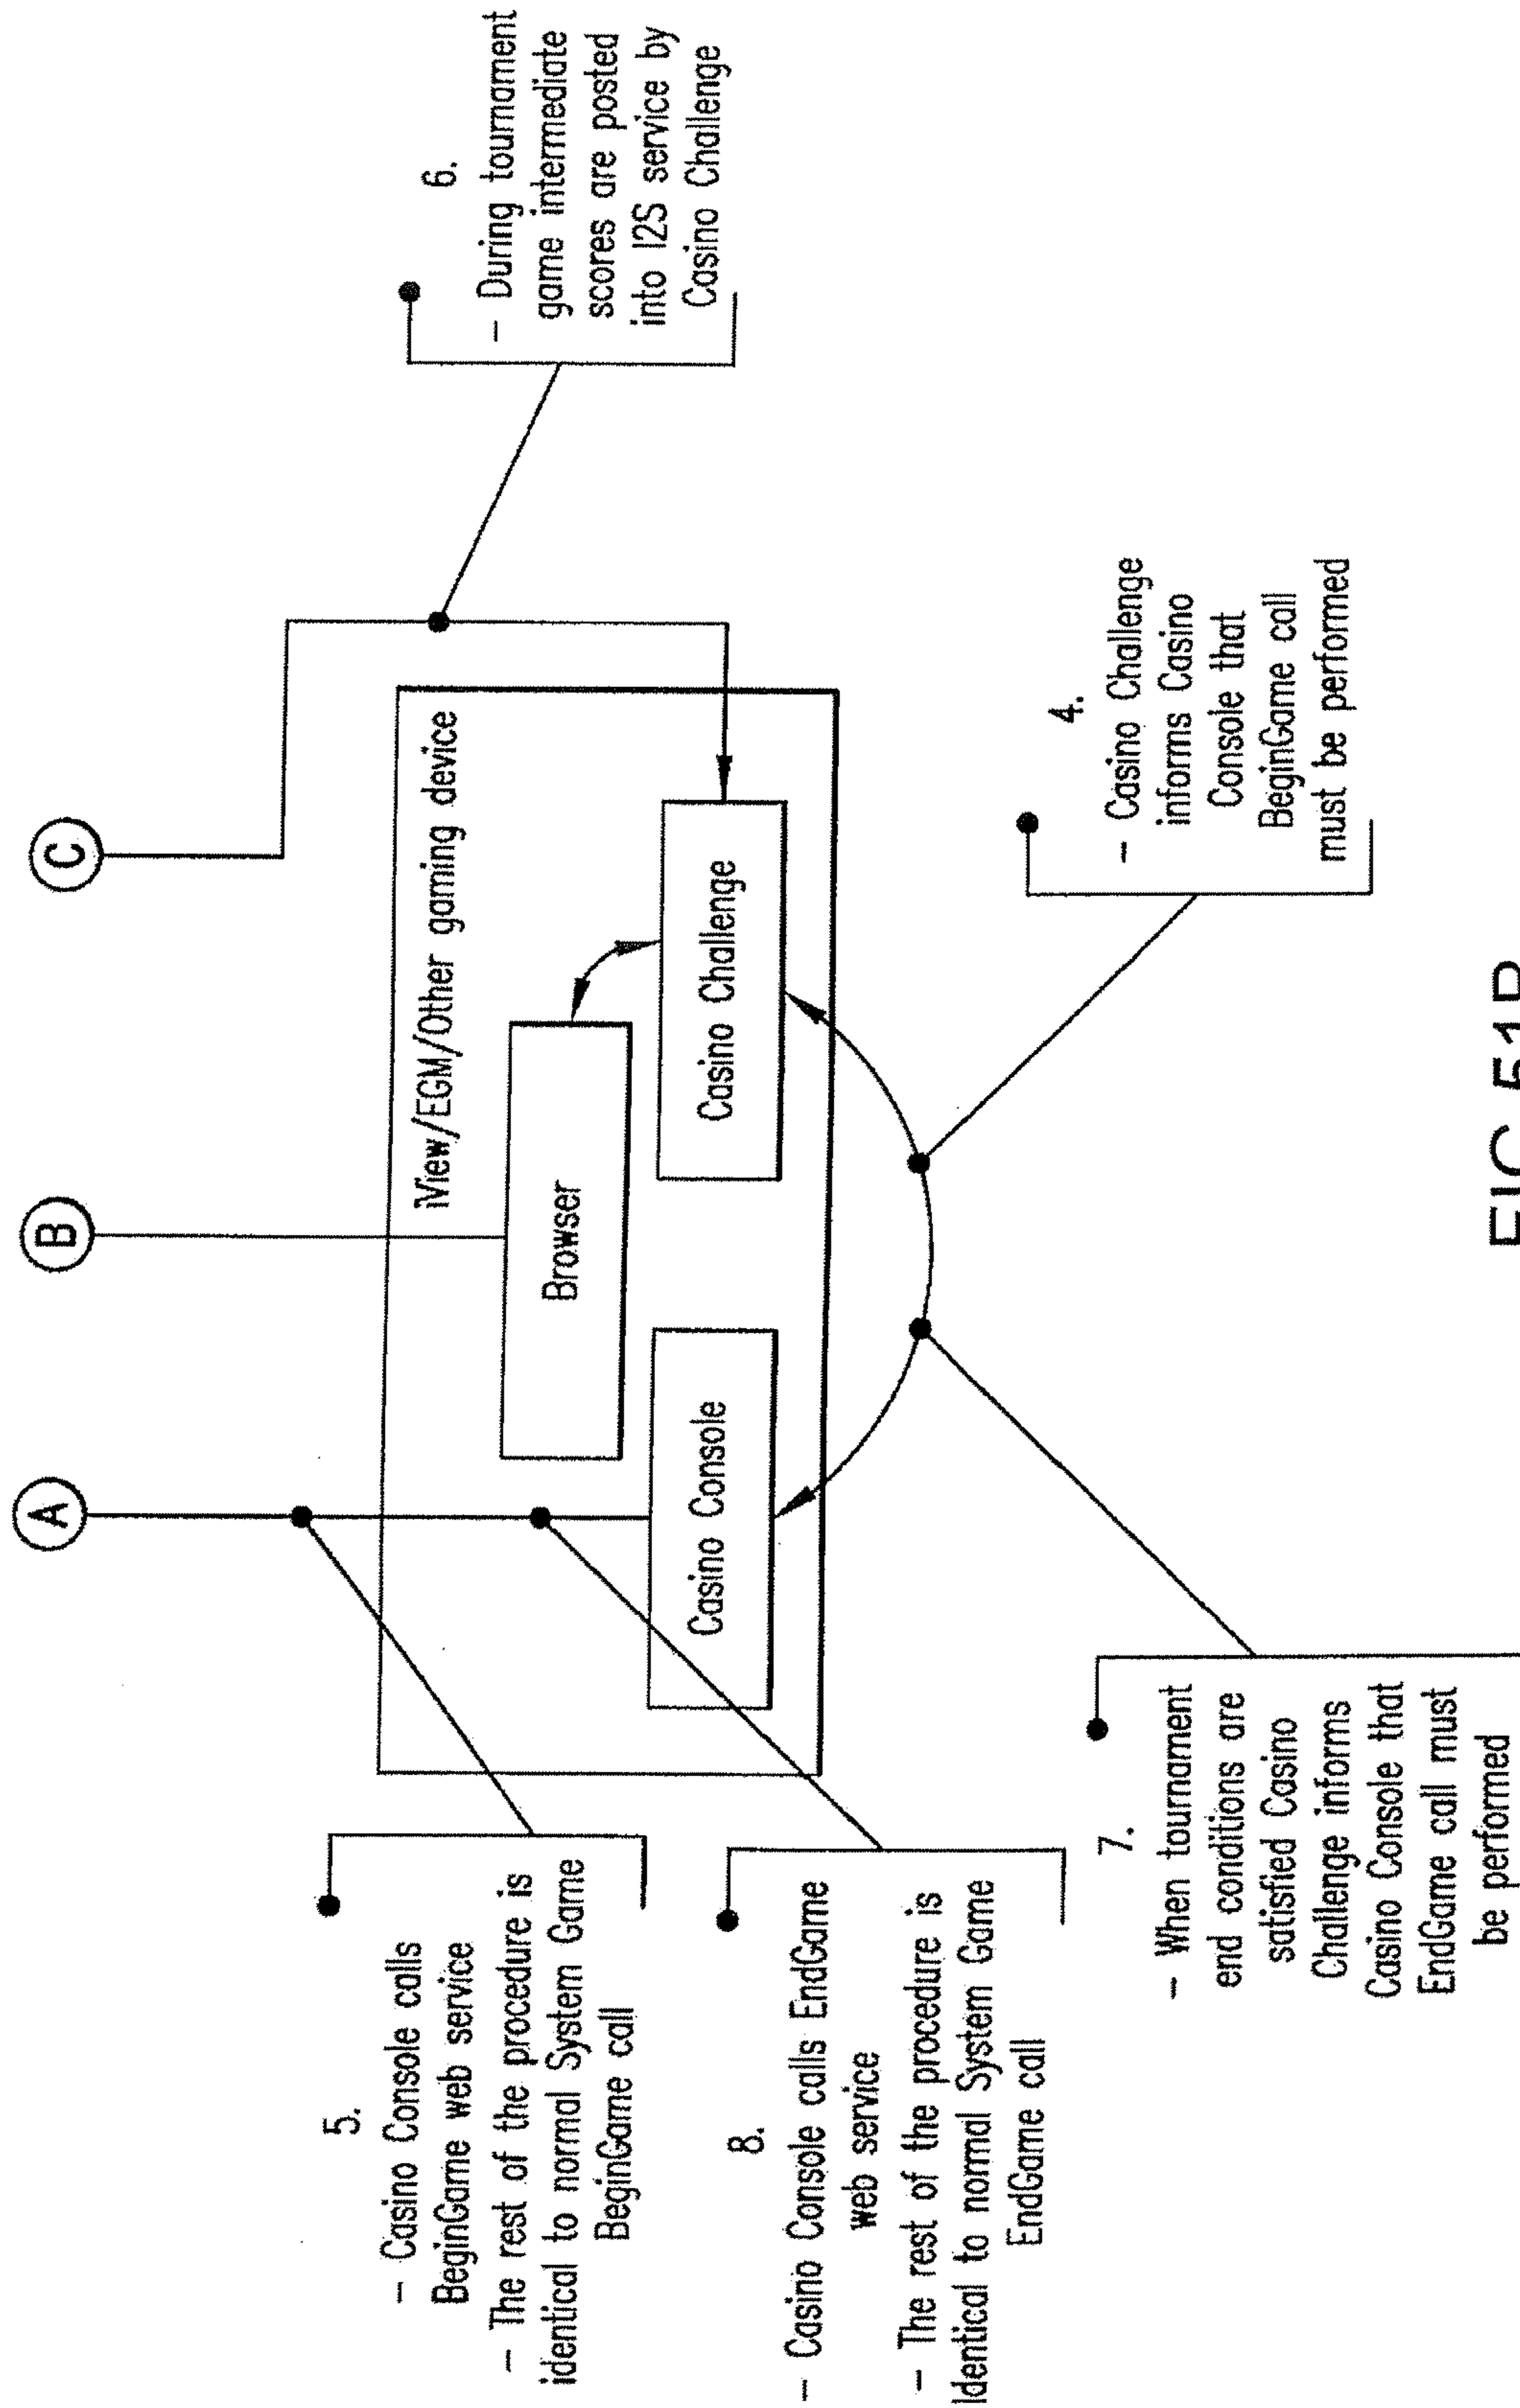 A
B
C
iView/EGM/Other gaming device
Browser
Casino Console
Casino Challenge
5.
– Casino Console calls
BeginGame web service
– The rest of the procedure is
identical to normal System Game
BeginGame call
8.
– Casino Console calls EndGame
web service
– The rest of the procedure is
identical to normal System Game
EndGame call
7.
– When tournament
end conditions are
satisfied Casino
Challenge informs
Casino Console that
EndGame call must
be performed
4.
– Casino Challenge
informs Casino
Console that
BeginGame call
must be performed
6.
– During tournament
game intermediate
scores are posted
into I2S service by
Casino Challenge
FIG.51B